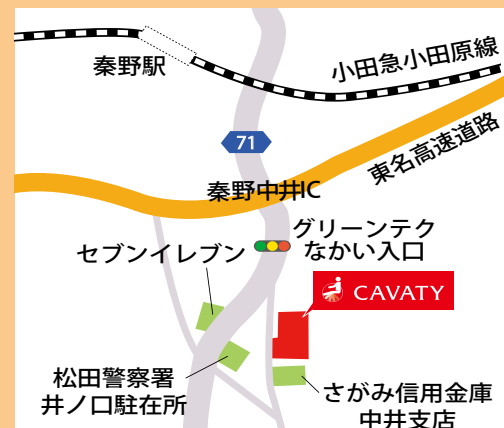 秦野駅
小田急小田原線
71
東名高速道路
秦野中井IC
グリーンテク
なかい入口
セブンイレブン
CAVATY
松田警察署
井ノ口駐在所
さがみ信用金庫
中井支店